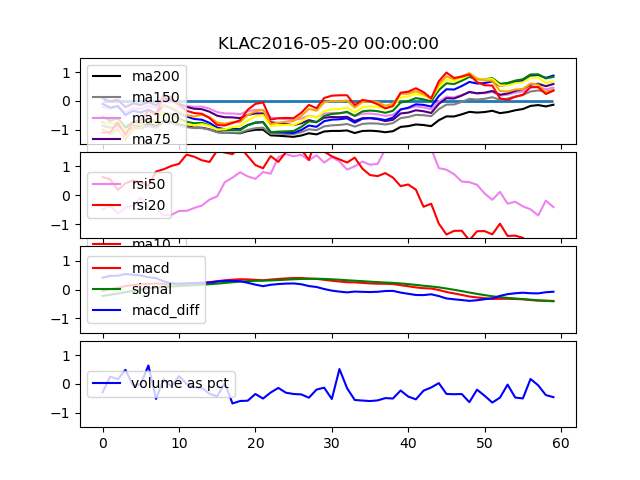 KLAC2016-05-20 00:00:00
1
0
−1
ma200
ma150
ma100
ma75
1
0
−1
rsi50
rsi20
ma10
1
0
−1
macd
signal
macd_diff
1
0
−1
volume as pct
0 10 20 30 40 50 60